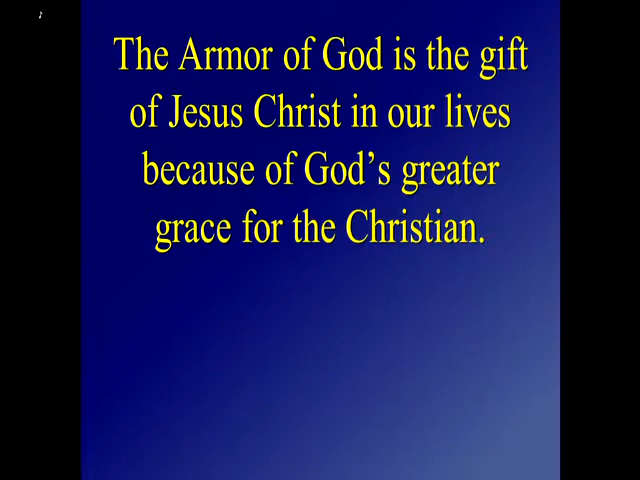 The Armor of God is the gift
of Jesus Christ in our lives
because of God’s greater
grace for the Christian.